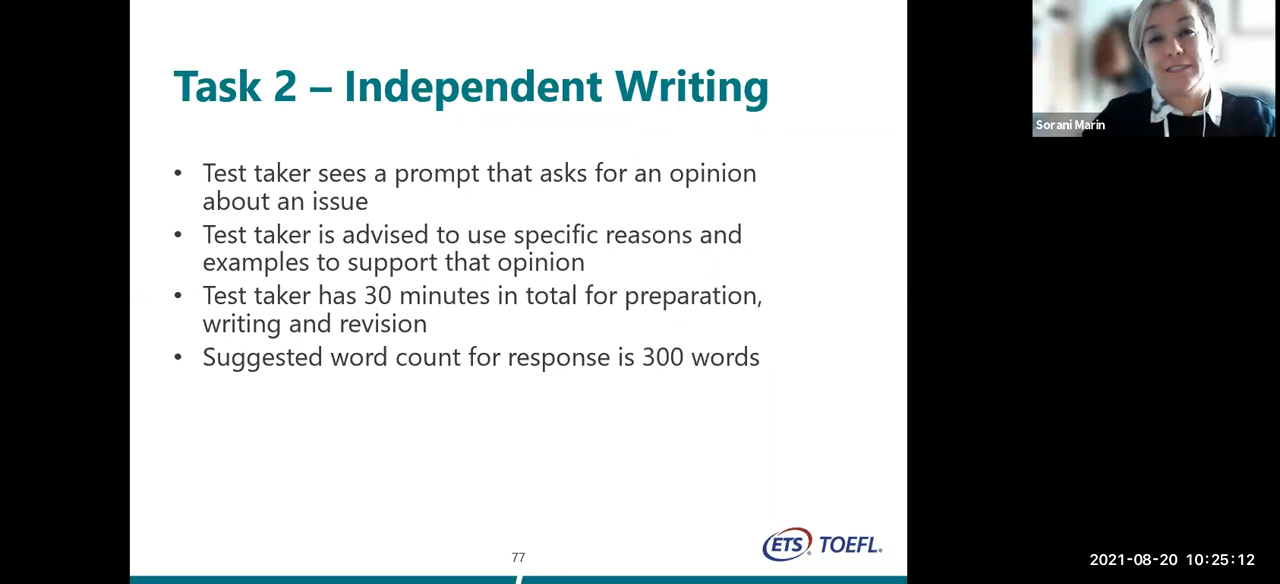 Task 2 – Independent Writing
• Test taker sees a prompt that asks for an opinion
about an issue
• Test taker is advised to use specific reasons and
examples to support that opinion
• Test taker has 30 minutes in total for preparation,
writing and revision
• Suggested word count for response is 300 words
77
ETS TOEFL
Sorani Marin
2021-08-20 10:25:12